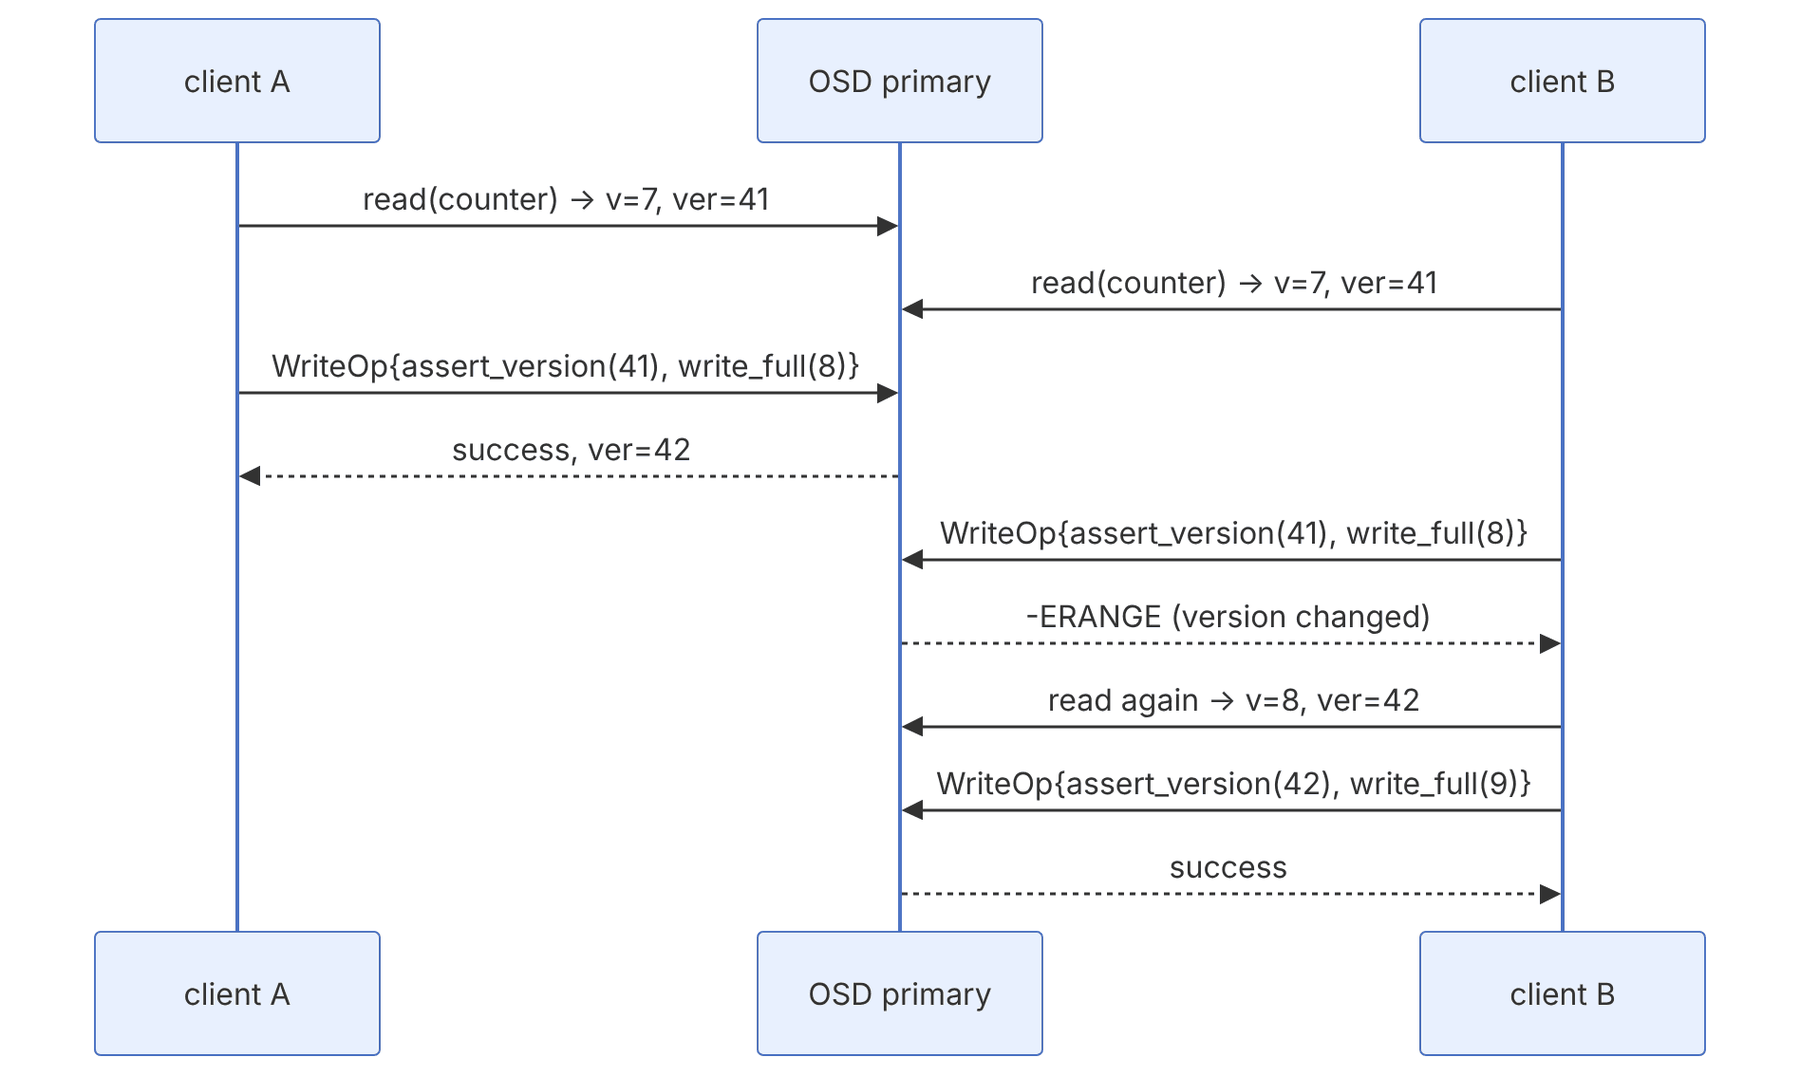 client A
OSD primary
client B
read(counter) → v=7, ver=41
read(counter) → v=7, ver=41
WriteOp{assert_version(41), write_full(8)}
success, ver=42
WriteOp{assert_version(41), write_full(8)}
-ERANGE (version changed)
read again → v=8, ver=42
WriteOp{assert_version(42), write_full(9)}
success
client A
OSD primary
client B